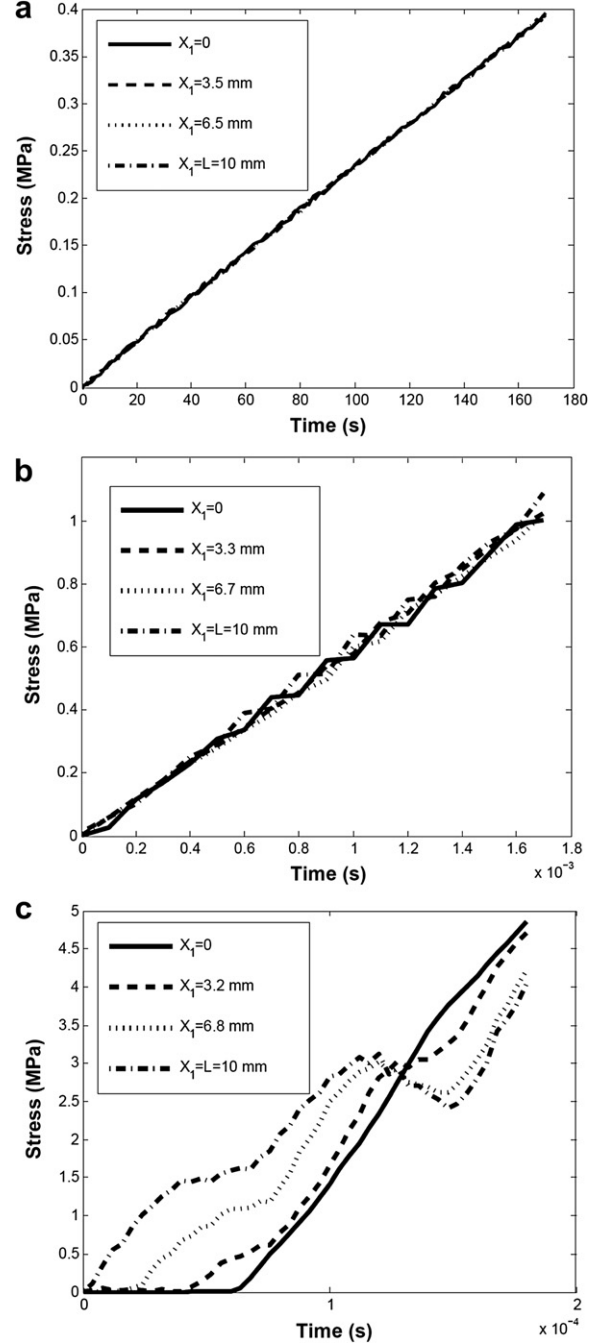 a
0.4
0.35
0.3
0.25
0.2
0.15
0.1
0.05
0
Stress (MPa)
X1=0
X1=3.5 mm
X1=6.5 mm
X1=L=10 mm
0 20 40 60 80 100 120 140 160 180
Time (s)
b
1
0.8
0.6
0.4
0.2
0
Stress (MPa)
X1=0
X1=3.3 mm
X1=6.7 mm
X1=L=10 mm
0 0.2 0.4 0.6 0.8 1.0 1.2 1.4 1.6 1.8
x 10⁻³
Time (s)
c
5
4.5
4
3.5
3
2.5
2
1.5
1
0.5
0
Stress (MPa)
X1=0
X1=3.2 mm
X1=6.8 mm
X1=L=10 mm
0 1 2
x 10⁻⁴
Time (s)